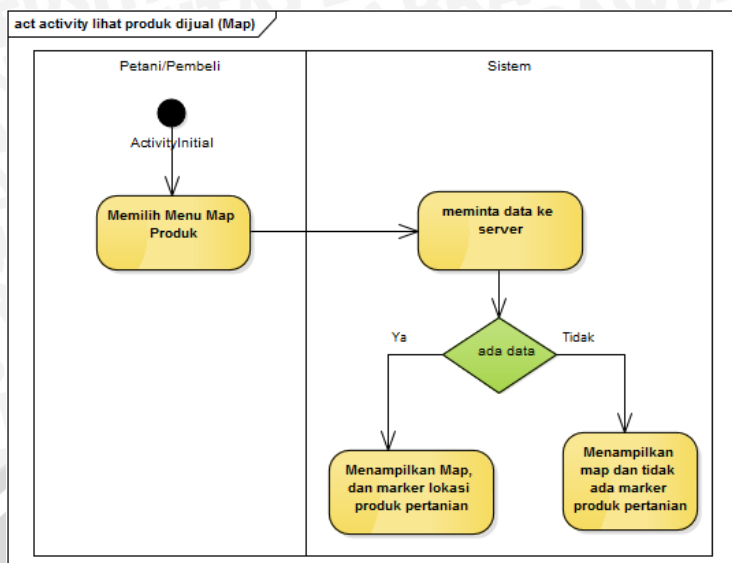 act activity lihat produk dijual (Map)
Petani/Pembeli
Sistem
ActivityInitial
Memilih Menu Map
Produk
meminta data ke
server
ada data
Ya
Tidak
Menampilkan Map,
dan marker lokasi
produk pertanian
Menampilkan
map dan tidak
ada marker
produk pertanian